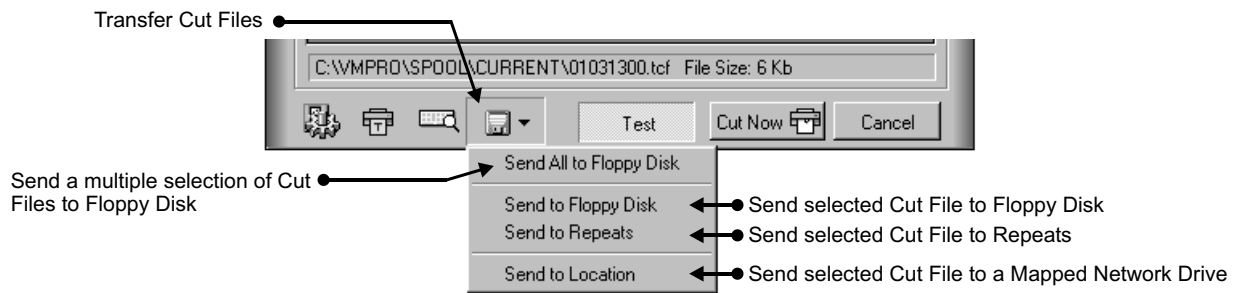 Transfer Cut Files
C:\VMPRO\SPOOL\CURRENT\01031300.tcf File Size: 6 Kb
T
Test
Cut Now
Cancel
Send All to Floppy Disk
Send a multiple selection of Cut
Files to Floppy Disk
Send to Floppy Disk
Send selected Cut File to Floppy Disk
Send to Repeats
Send selected Cut File to Repeats
Send to Location
Send selected Cut File to a Mapped Network Drive